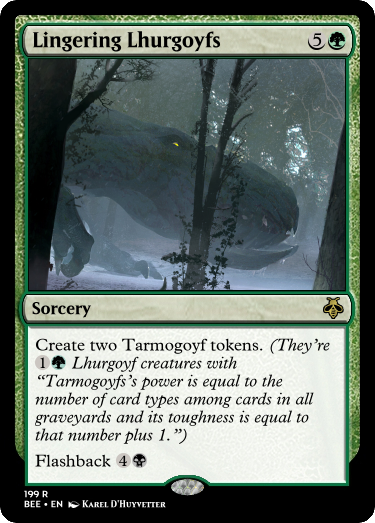 Lingering Lhurgoyfs 5
Sorcery
Create two Tarmogoyf tokens. (They're
1 Lhurgoyf creatures with
“Tarmogoyfs's power is equal to the
number of card types among cards in all
graveyards and its toughness is equal to
that number plus 1.”)
Flashback 4
199 R
BEE • EN KAREL D'HUYVETTER